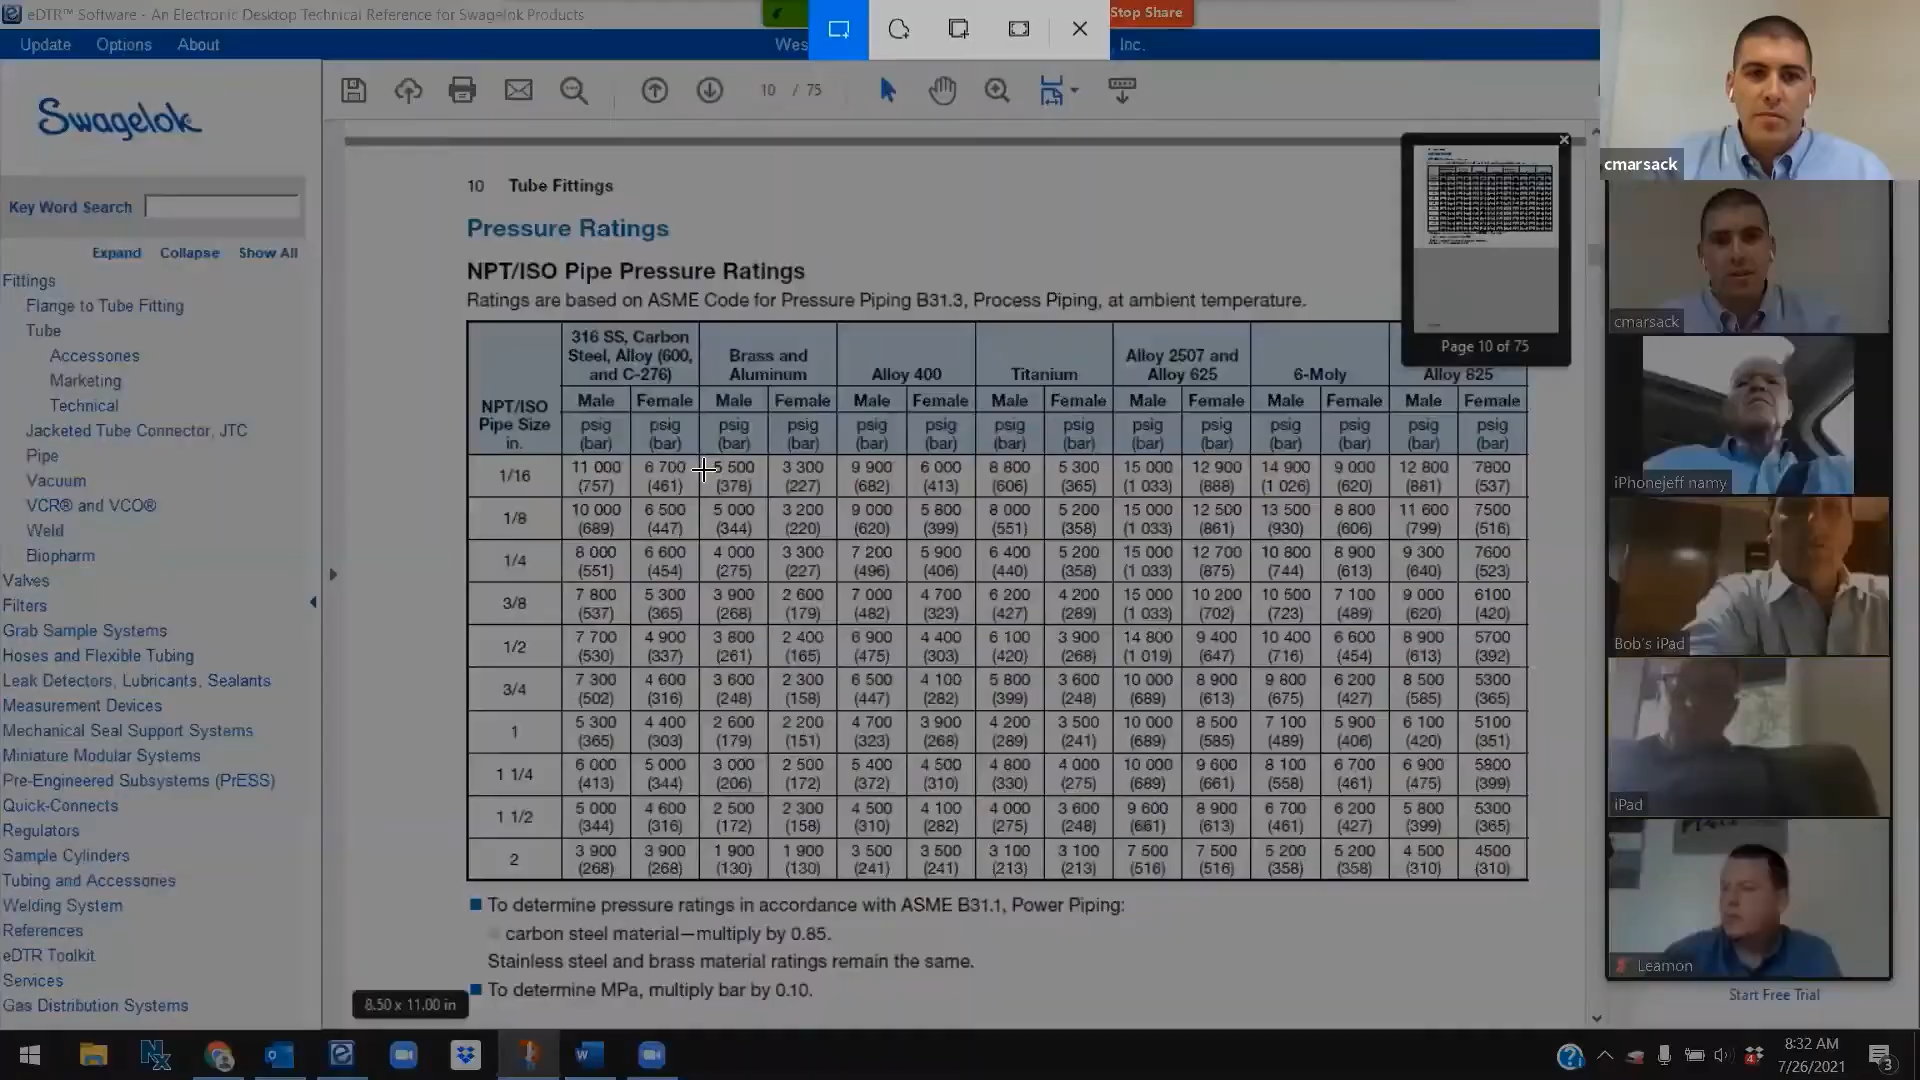 eDTR™ Software - An Electronic Desktop Technical Reference for Swagelok Products
Stop Share
Update Options About
Wes
, Inc.
10 / 75
Swagelok
Key Word Search
Expand Collapse Show All
Fittings
Flange to Tube Fitting
Tube
Accessories
Marketing
Technical
Jacketed Tube Connector, JTC
Pipe
Vacuum
VCR® and VCO®
Weld
Biopharm
Valves
Filters
Grab Sample Systems
Hoses and Flexible Tubing
Leak Detectors, Lubricants, Sealants
Measurement Devices
Mechanical Seal Support Systems
Miniature Modular Systems
Pre-Engineered Subsystems (PrESS)
Quick-Connects
Regulators
Sample Cylinders
Tubing and Accessories
Welding System
References
eDTR Toolkit
Services
Gas Distribution Systems
10 Tube Fittings
Pressure Ratings
NPT/ISO Pipe Pressure Ratings
Ratings are based on ASME Code for Pressure Piping B31.3, Process Piping, at ambient temperature.
NPT/ISO Pipe Size in.
316 SS, Carbon Steel, Alloy (600, and C-276)
Brass and Aluminum
Alloy 400
Titanium
Alloy 2507 and Alloy 625
6-Moly
Alloy 825
Male Female Male Female Male Female Male Female Male Female Male Female Male Female
psig psig psig psig psig psig psig psig psig psig psig psig psig psig
(bar) (bar) (bar) (bar) (bar) (bar) (bar) (bar) (bar) (bar) (bar) (bar) (bar) (bar)
1/16 11 000 6 700 5 500 3 300 9 900 6 000 8 800 5 300 15 000 12 900 14 900 9 000 12 800 7800
(757) (461) (378) (227) (682) (413) (606) (365) (1 033) (888) (1 026) (620) (881) (537)
1/8 10 000 6 500 5 000 3 200 9 000 5 800 8 000 5 200 15 000 12 500 13 500 8 800 11 600 7500
(689) (447) (344) (220) (620) (399) (551) (358) (1 033) (861) (930) (606) (799) (516)
1/4 8 000 6 600 4 000 3 300 7 200 5 900 6 400 5 200 15 000 12 700 10 800 8 900 9 300 7600
(551) (454) (275) (227) (496) (406) (440) (358) (1 033) (875) (744) (613) (640) (523)
3/8 7 800 5 300 3 900 2 600 7 000 4 700 6 200 4 200 15 000 10 200 10 500 7 100 9 000 6100
(537) (365) (268) (179) (482) (323) (427) (289) (1 033) (702) (723) (489) (620) (420)
1/2 7 700 4 900 3 800 2 400 6 900 4 400 6 100 3 900 14 800 9 400 10 400 6 600 8 900 5700
(530) (337) (261) (165) (475) (303) (420) (268) (1 019) (647) (716) (454) (613) (392)
3/4 7 300 4 600 3 600 2 300 6 500 4 100 5 800 3 600 10 000 8 900 9 800 6 200 8 500 5300
(502) (316) (248) (158) (447) (282) (399) (248) (689) (613) (675) (427) (585) (365)
1 5 300 4 400 2 600 2 200 4 700 3 900 4 200 3 500 10 000 8 500 7 100 5 900 6 100 5100
(365) (303) (179) (151) (323) (268) (289) (241) (689) (585) (489) (406) (420) (351)
1 1/4 6 000 5 000 3 000 2 500 5 400 4 500 4 800 4 000 10 000 9 600 8 100 6 700 6 900 5800
(413) (344) (206) (172) (372) (310) (330) (275) (689) (661) (558) (461) (475) (399)
1 1/2 5 000 4 600 2 500 2 300 4 500 4 100 4 000 3 600 9 600 8 900 6 700 6 200 5 800 5300
(344) (316) (172) (158) (310) (282) (275) (248) (661) (613) (461) (427) (399) (365)
2 3 900 3 900 1 900 1 900 3 500 3 500 3 100 3 100 7 500 7 500 5 200 5 200 4 500 4500
(268) (268) (130) (130) (241) (241) (213) (213) (516) (516) (358) (358) (310) (310)
To determine pressure ratings in accordance with ASME B31.1, Power Piping:
carbon steel material—multiply by 0.85.
Stainless steel and brass material ratings remain the same.
To determine MPa, multiply bar by 0.10.
8.50 x 11.00 in
Page 10 of 75
cmarsack
cmarsack
iPhonejeff namy
Bob's iPad
iPad
Leamon
Start Free Trial
8:32 AM
7/26/2021